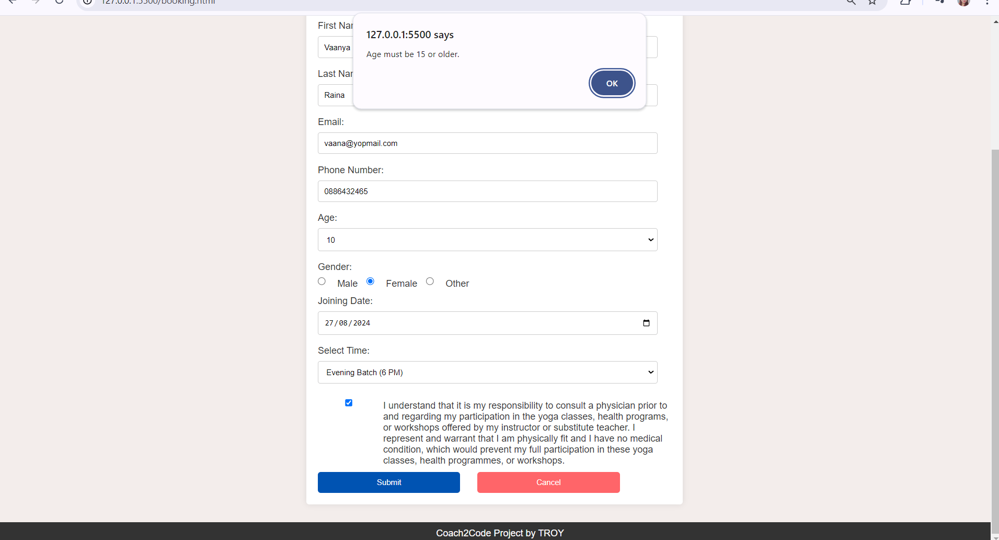 127.0.0.1:5500/booking.html
127.0.0.1:5500 says
Age must be 15 or older.
OK
First Nar
Vaanya
Last Nar
Raina
Email:
vaana@yopmail.com
Phone Number:
0886432465
Age:
10
Gender:
Male Female Other
Joining Date:
27/08/2024
Select Time:
Evening Batch (6 PM)
I understand that it is my responsibility to consult a physician prior to
and regarding my participation in the yoga classes, health programs,
or workshops offered by my instructor or substitute teacher. I
represent and warrant that I am physically fit and I have no medical
condition, which would prevent my full participation in these yoga
classes, health programmes, or workshops.
Submit Cancel
Coach2Code Project by TROY